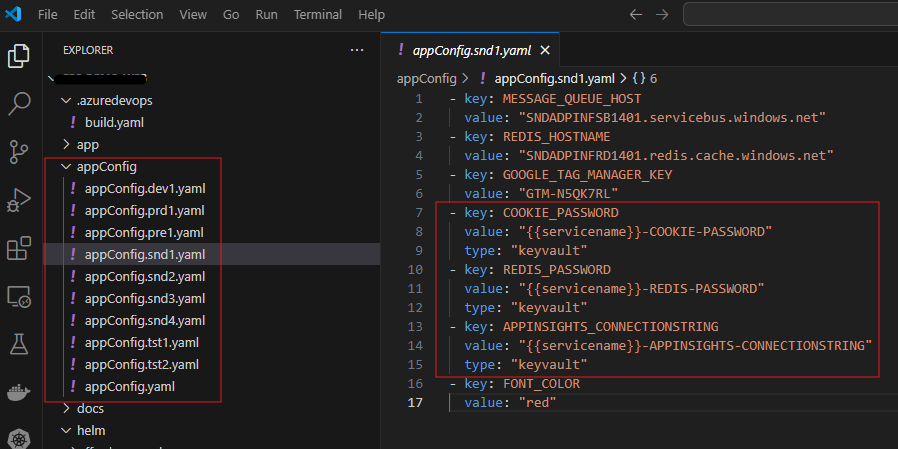 File Edit Selection View Go Run Terminal Help
EXPLORER
.azuredevops
build.yaml
app
appConfig
appConfig.dev1.yaml
appConfig.prd1.yaml
appConfig.pre1.yaml
appConfig.snd1.yaml
appConfig.snd2.yaml
appConfig.snd3.yaml
appConfig.snd4.yaml
appConfig.tst1.yaml
appConfig.tst2.yaml
appConfig.yaml
docs
helm
appConfig.snd1.yaml
appConfig > ! appConfig.snd1.yaml > {} 6
1 - key: MESSAGE_QUEUE_HOST
2 value: "SNDADPINFSB1401.servicebus.windows.net"
3 - key: REDIS_HOSTNAME
4 value: "SNDADPINFRD1401.redis.cache.windows.net"
5 - key: GOOGLE_TAG_MANAGER_KEY
6 value: "GTM-N5QK7RL"
7 - key: COOKIE_PASSWORD
8 value: "{{servicename}}-COOKIE-PASSWORD"
9 type: "keyvault"
10 - key: REDIS_PASSWORD
11 value: "{{servicename}}-REDIS-PASSWORD"
12 type: "keyvault"
13 - key: APPINSIGHTS_CONNECTIONSTRING
14 value: "{{servicename}}-APPINSIGHTS-CONNECTIONSTRING"
15 type: "keyvault"
16 - key: FONT_COLOR
17 value: "red"